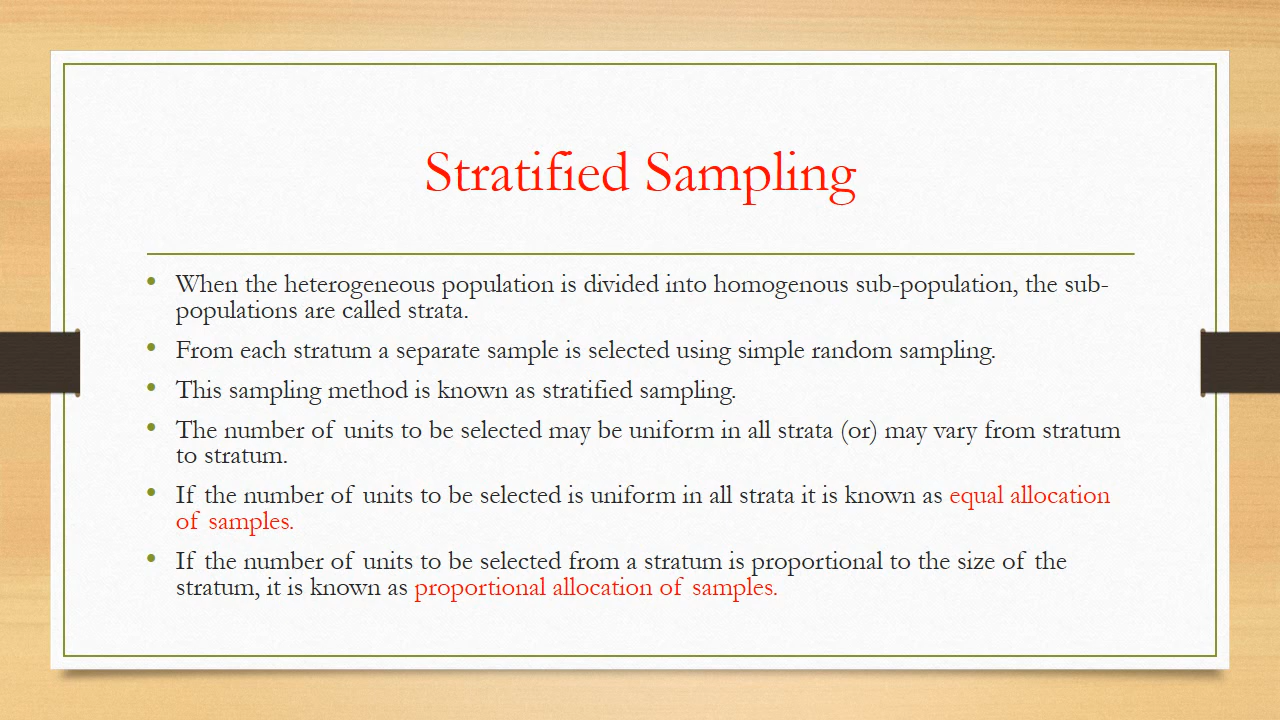 Stratified Sampling
• When the heterogeneous population is divided into homogenous sub-population, the sub-
populations are called strata.
• From each stratum a separate sample is selected using simple random sampling.
• This sampling method is known as stratified sampling.
• The number of units to be selected may be uniform in all strata (or) may vary from stratum
to stratum.
• If the number of units to be selected is uniform in all strata it is known as equal allocation
of samples.
• If the number of units to be selected from a stratum is proportional to the size of the
stratum, it is known as proportional allocation of samples.